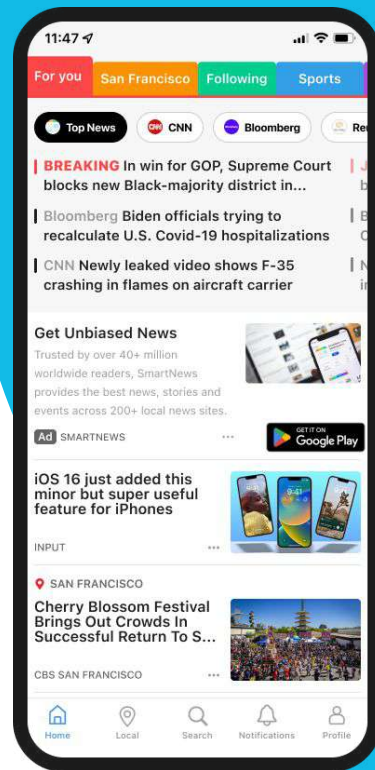 11:47
For you San Francisco Following Sports
Top News CNN Bloomberg Re
BREAKING In win for GOP, Supreme Court
blocks new Black-majority district in...
Bloomberg Biden officials trying to
recalculate U.S. Covid-19 hospitalizations
CNN Newly leaked video shows F-35
crashing in flames on aircraft carrier
Get Unbiased News
Trusted by over 40+ million
worldwide readers, SmartNews
provides the best news, stories and
events across 200+ local news sites.
Ad SMARTNEWS ...
GET IT ON
Google Play
iOS 16 just added this
minor but super useful
feature for iPhones
9:41
INPUT ...
SAN FRANCISCO
Cherry Blossom Festival
Brings Out Crowds In
Successful Return To S...
CBS SAN FRANCISCO ...
Home Local Search Notifications Profile